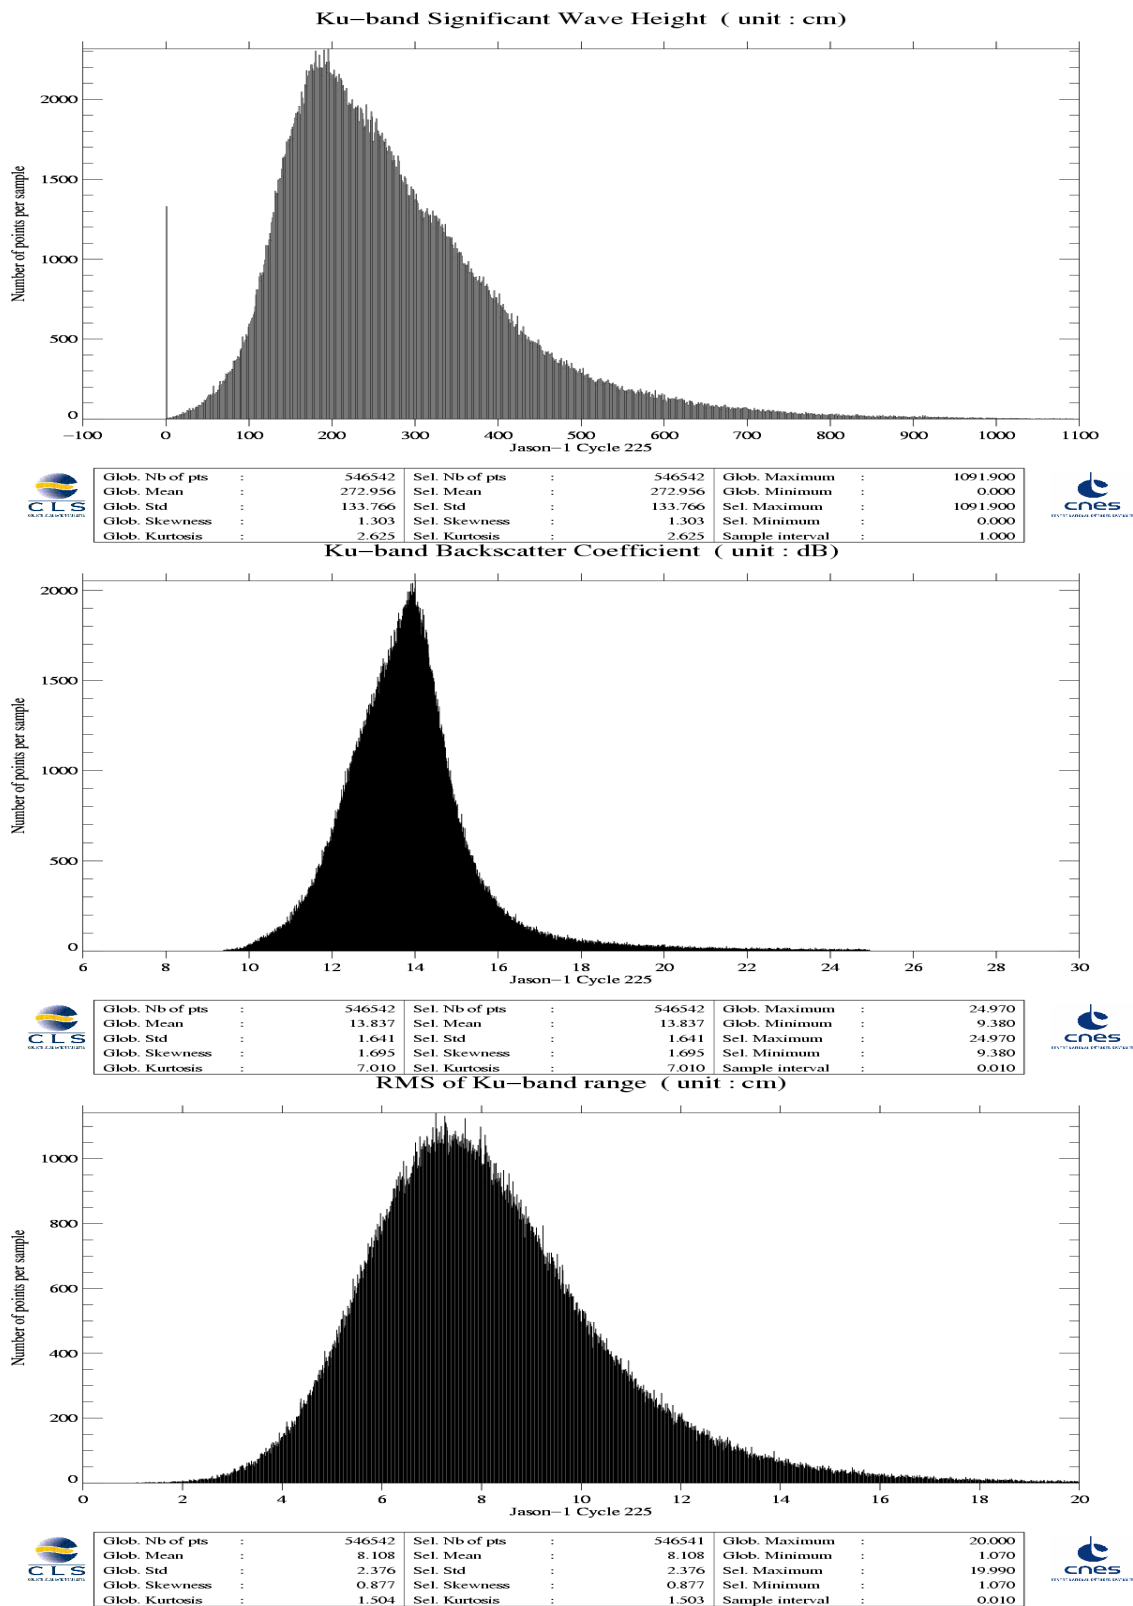 Ku−band Significant Wave Height ( unit : cm)
Number of points per sample
2000
1500
1000
500
0
−100 0 100 200 300 400 500 600 700 800 900 1000 1100
Jason−1 Cycle 225
CLS
cnes
Glob. Nb of pts : 546542 Sel. Nb of pts : 546542 Glob. Maximum : 1091.900
Glob. Mean : 272.956 Sel. Mean : 272.956 Glob. Minimum : 0.000
Glob. Std : 133.766 Sel. Std : 133.766 Sel. Maximum : 1091.900
Glob. Skewness : 1.303 Sel. Skewness : 1.303 Sel. Minimum : 0.000
Glob. Kurtosis : 2.625 Sel. Kurtosis : 2.625 Sample interval : 1.000
Ku−band Backscatter Coefficient ( unit : dB)
Number of points per sample
2000
1500
1000
500
0
6 8 10 12 14 16 18 20 22 24 26 28 30
Jason−1 Cycle 225
CLS
cnes
Glob. Nb of pts : 546542 Sel. Nb of pts : 546542 Glob. Maximum : 24.970
Glob. Mean : 13.837 Sel. Mean : 13.837 Glob. Minimum : 9.380
Glob. Std : 1.641 Sel. Std : 1.641 Sel. Maximum : 24.970
Glob. Skewness : 1.695 Sel. Skewness : 1.695 Sel. Minimum : 9.380
Glob. Kurtosis : 7.010 Sel. Kurtosis : 7.010 Sample interval : 0.010
RMS of Ku−band range ( unit : cm)
Number of points per sample
1000
800
600
400
200
0
0 2 4 6 8 10 12 14 16 18 20
Jason−1 Cycle 225
CLS
cnes
Glob. Nb of pts : 546542 Sel. Nb of pts : 546541 Glob. Maximum : 20.000
Glob. Mean : 8.108 Sel. Mean : 8.108 Glob. Minimum : 1.070
Glob. Std : 2.376 Sel. Std : 2.376 Sel. Maximum : 19.990
Glob. Skewness : 0.877 Sel. Skewness : 0.877 Sel. Minimum : 1.070
Glob. Kurtosis : 1.504 Sel. Kurtosis : 1.503 Sample interval : 0.010